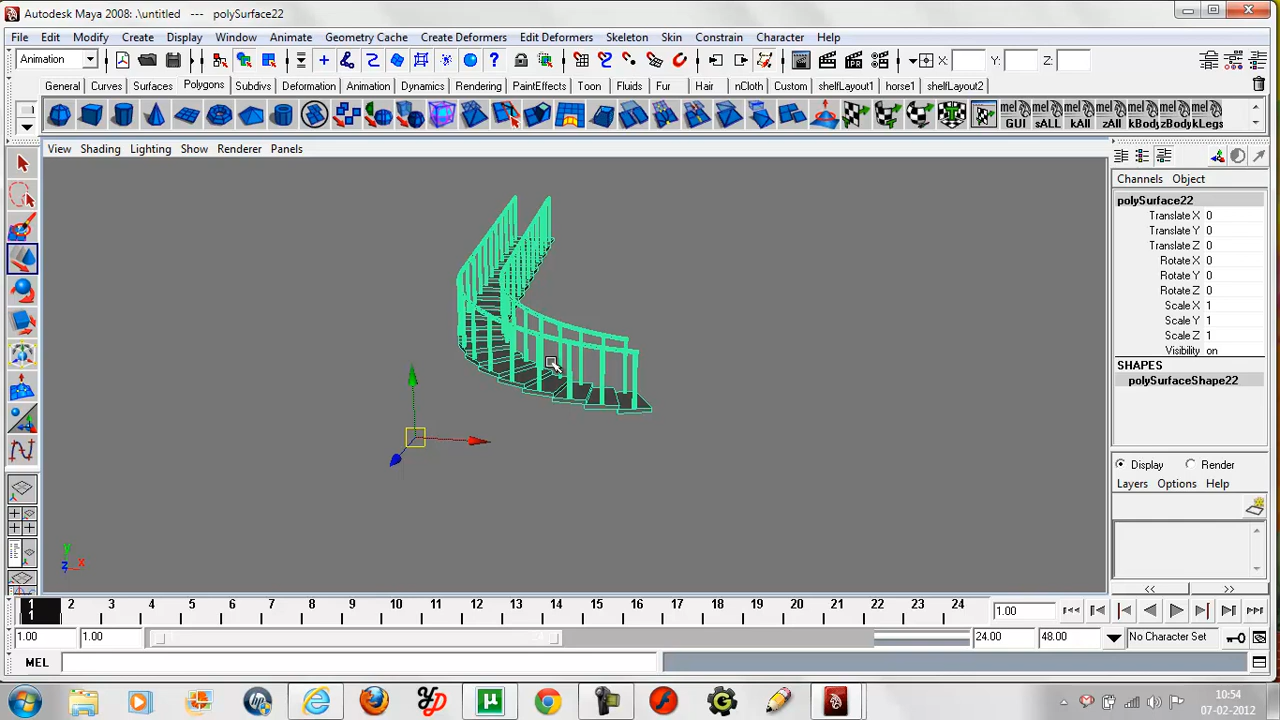 Autodesk Maya 2008: .\untitled --- polySurface22
File Edit Modify Create Display Window Animate Geometry Cache Create Deformers Edit Deformers Skeleton Skin Constrain Character Help
Animation X: Y: Z:
General Curves Surfaces Polygons Subdivs Deformation Animation Dynamics Rendering PaintEffects Toon Fluids Fur Hair nCloth Custom shelfLayout1 horse1 shelfLayout2
mel mel mel mel mel mel
GUI sALL kAll zAll kBody zBody kLegs
View Shading Lighting Show Renderer Panels
Channels Object
polySurface22
Translate X 0
Translate Y 0
Translate Z 0
Rotate X 0
Rotate Y 0
Rotate Z 0
Scale X 1
Scale Y 1
Scale Z 1
Visibility on
SHAPES
polySurfaceShape22
Display Render
Layers Options Help
y
z x
<< >>
1 2 3 4 5 6 7 8 9 10 11 12 13 14 15 16 17 18 19 20 21 22 23 24
1 1.00
1.00 1.00 24.00 48.00 No Character Set
MEL
10:54
07-02-2012